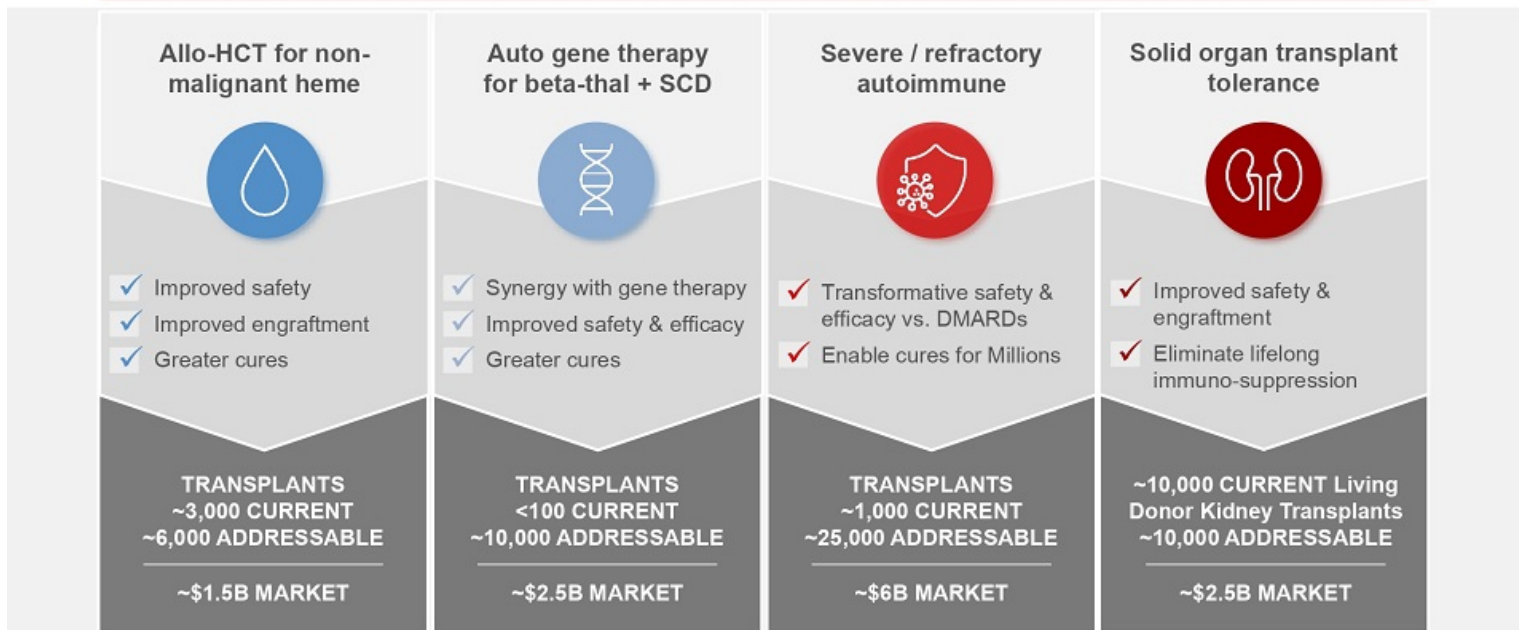 Allo-HCT for non-
malignant heme
Improved safety
Improved engraftment
Greater cures
TRANSPLANTS
~3,000 CURRENT
~6,000 ADDRESSABLE
~$1.5B MARKET
Auto gene therapy
for beta-thal + SCD
Synergy with gene therapy
Improved safety & efficacy
Greater cures
TRANSPLANTS
<100 CURRENT
~10,000 ADDRESSABLE
~$2.5B MARKET
Severe / refractory
autoimmune
Transformative safety &
efficacy vs. DMARDs
Enable cures for Millions
TRANSPLANTS
~1,000 CURRENT
~25,000 ADDRESSABLE
~$6B MARKET
Solid organ transplant
tolerance
Improved safety &
engraftment
Eliminate lifelong
immuno-suppression
~10,000 CURRENT Living
Donor Kidney Transplants
~10,000 ADDRESSABLE
~$2.5B MARKET